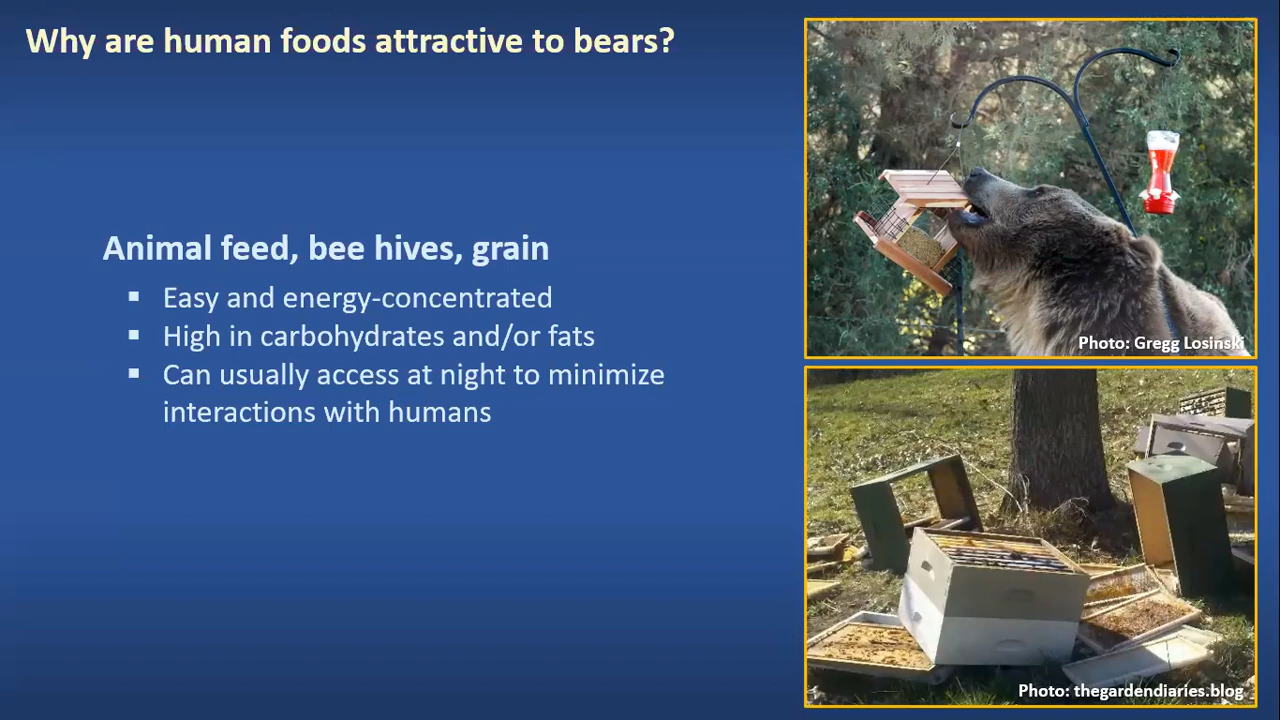 Why are human foods attractive to bears?
Animal feed, bee hives, grain
▪ Easy and energy-concentrated
▪ High in carbohydrates and/or fats
▪ Can usually access at night to minimize
interactions with humans
Photo: Gregg Losinski
Photo: thegardendiaries.blog